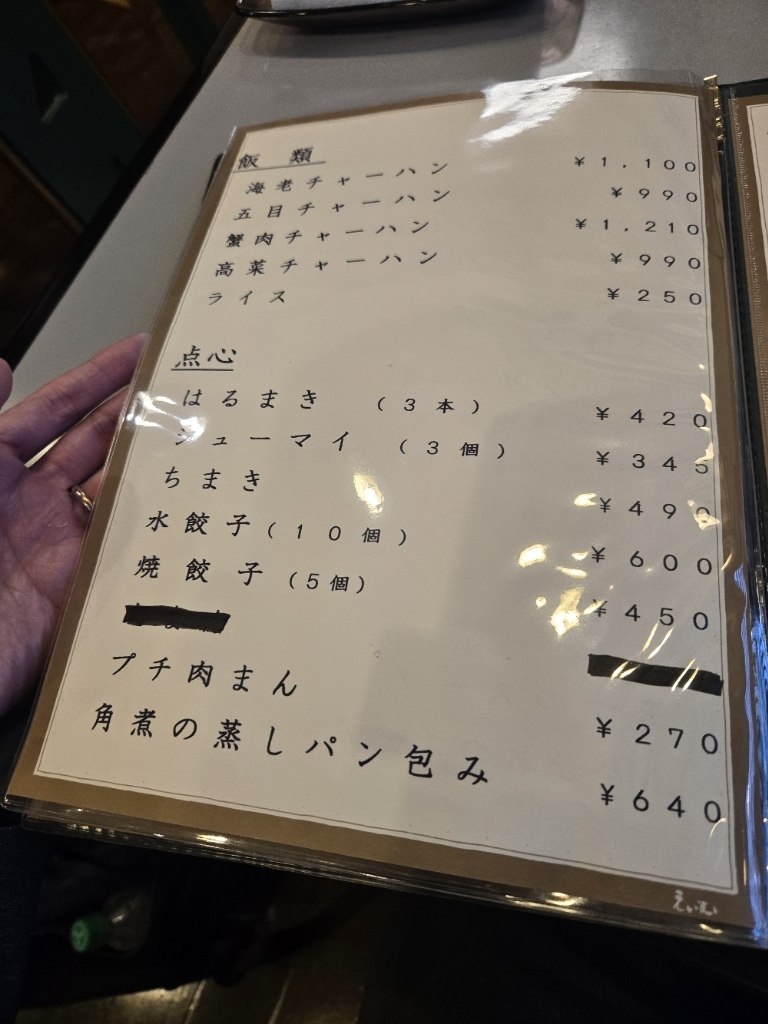 飯類
海老チャーハン ￥1,100
五目チャーハン ￥990
蟹肉チャーハン ￥1,210
高菜チャーハン ￥990
ライス ￥250
点心
はるまき （3本） ￥420
シューマイ （3個） ￥345
ちまき ￥490
水餃子（10個） ￥600
焼餃子（5個） ￥450
プチ肉まん ￥270
角煮の蒸しパン包み ￥640